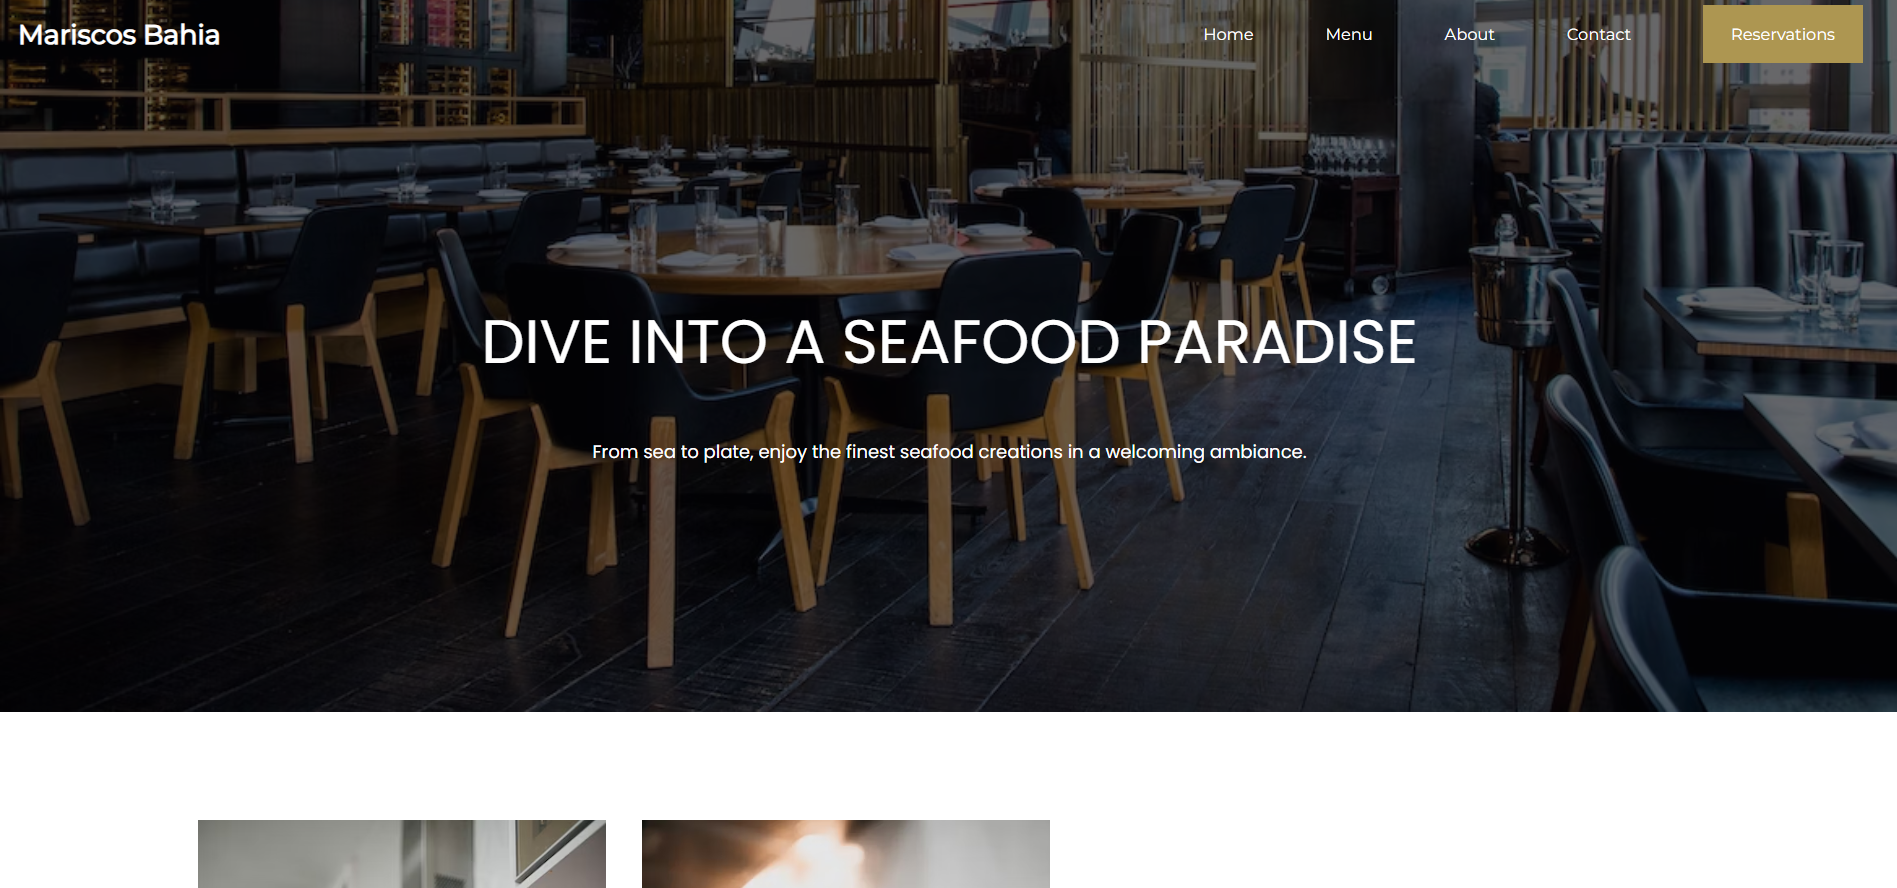 Mariscos Bahia
Home
Menu
About
Contact
Reservations
DIVE INTO A SEAFOOD PARADISE
From sea to plate, enjoy the finest seafood creations in a welcoming ambiance.